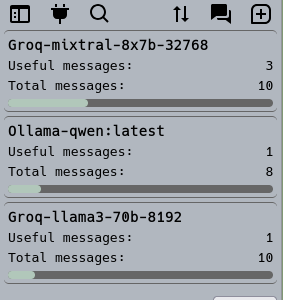 Groq-mixtral-8x7b-32768
Useful messages: 3
Total messages: 10
Ollama-qwen:latest
Useful messages: 1
Total messages: 8
Groq-llama3-70b-8192
Useful messages: 1
Total messages: 10